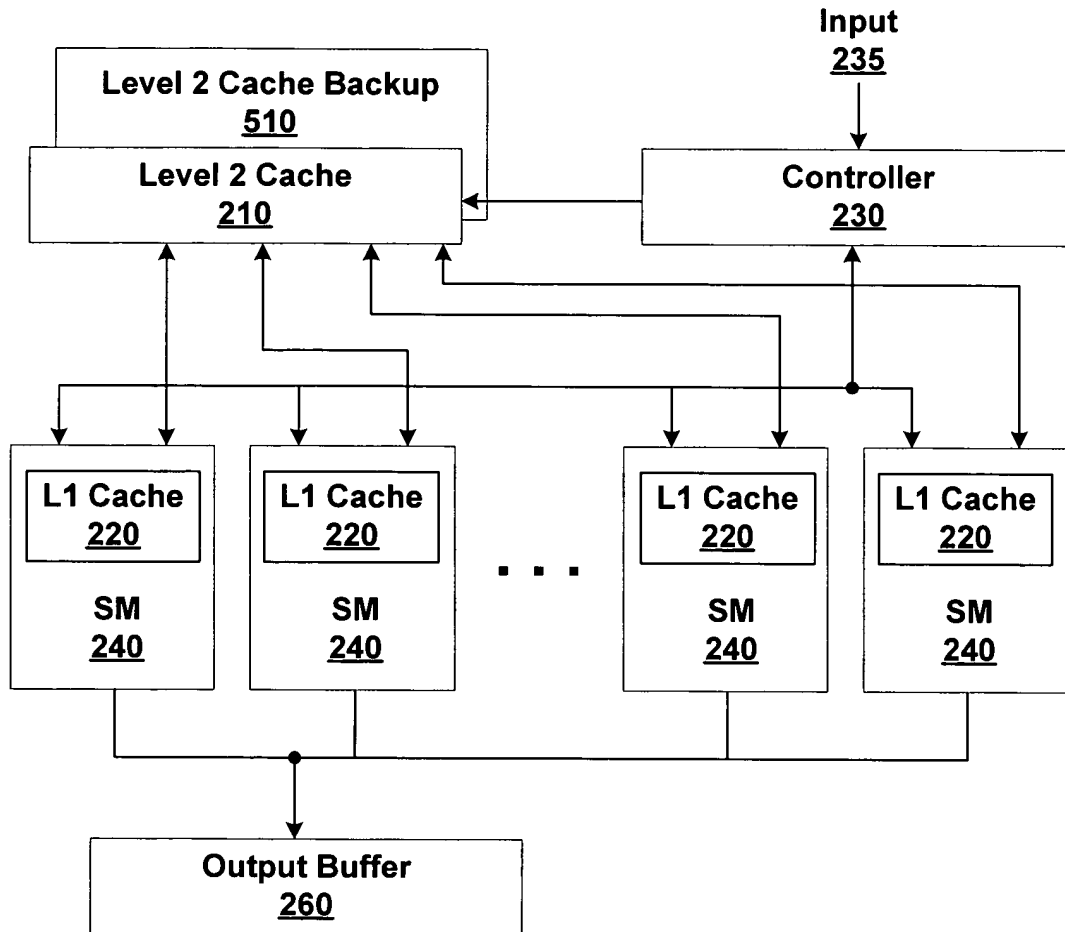 Input
235
Level 2 Cache Backup
510
Level 2 Cache
210
Controller
230
L1 Cache
220
SM
240
L1 Cache
220
SM
240
. . .
L1 Cache
220
SM
240
L1 Cache
220
SM
240
Output Buffer
260